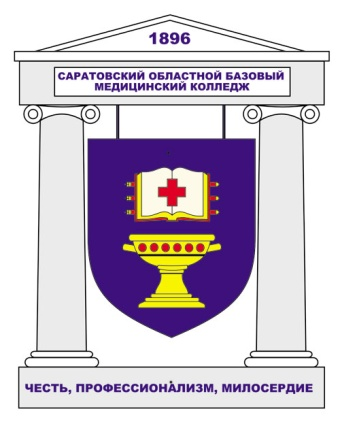 1896
САРАТОВСКИЙ ОБЛАСТНОЙ БАЗОВЫЙ
МЕДИЦИНСКИЙ КОЛЛЕДЖ
ЧЕСТЬ, ПРОФЕССИОНАЛИЗМ, МИЛОСЕРДИЕ